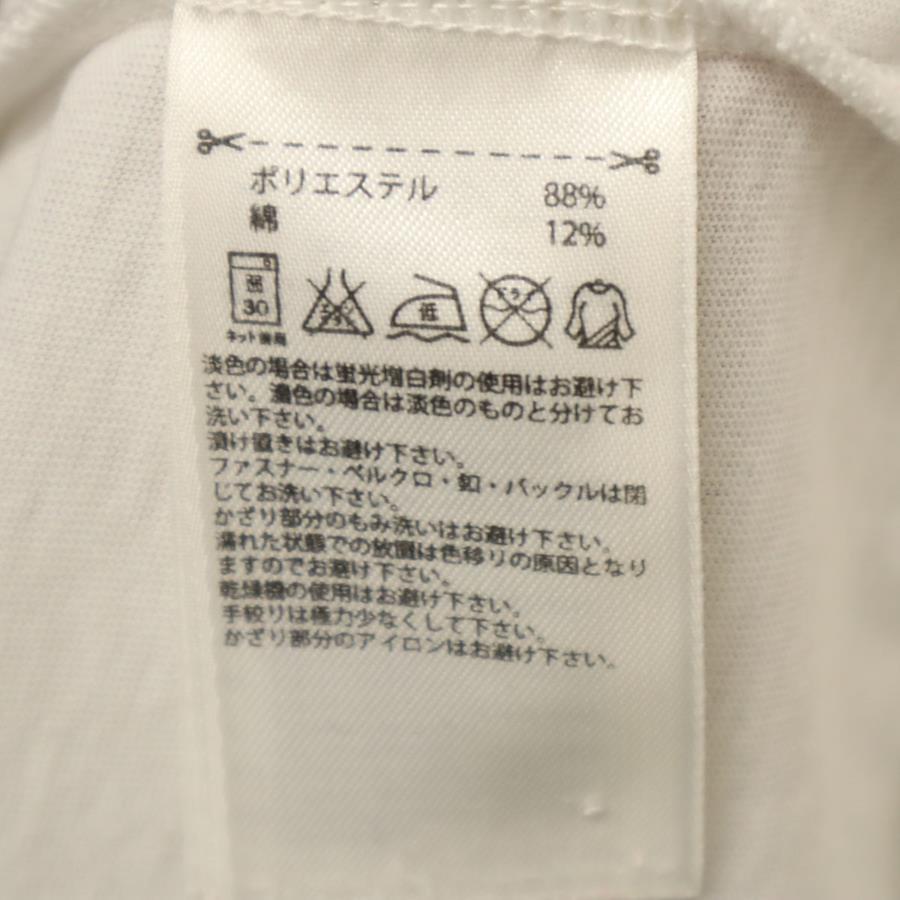 ポリエステル 88%
綿 12%
弱
30
ネット使用
エンソ
サラシ
低
ドライ
淡色の場合は蛍光増白剤の使用はお避け下
さい。濃色の場合は淡色のものと分けてお
洗い下さい。
漬け置きはお避け下さい。
ファスナー・ベルクロ・釦・バックルは閉
じてお洗い下さい。
かざり部分のもみ洗いはお避け下さい。
濡れた状態での放置は色移りの原因となり
ますのでお避け下さい。
乾燥機の使用はお避け下さい。
手絞りは極力少なくして下さい。
かざり部分のアイロンはお避け下さい。